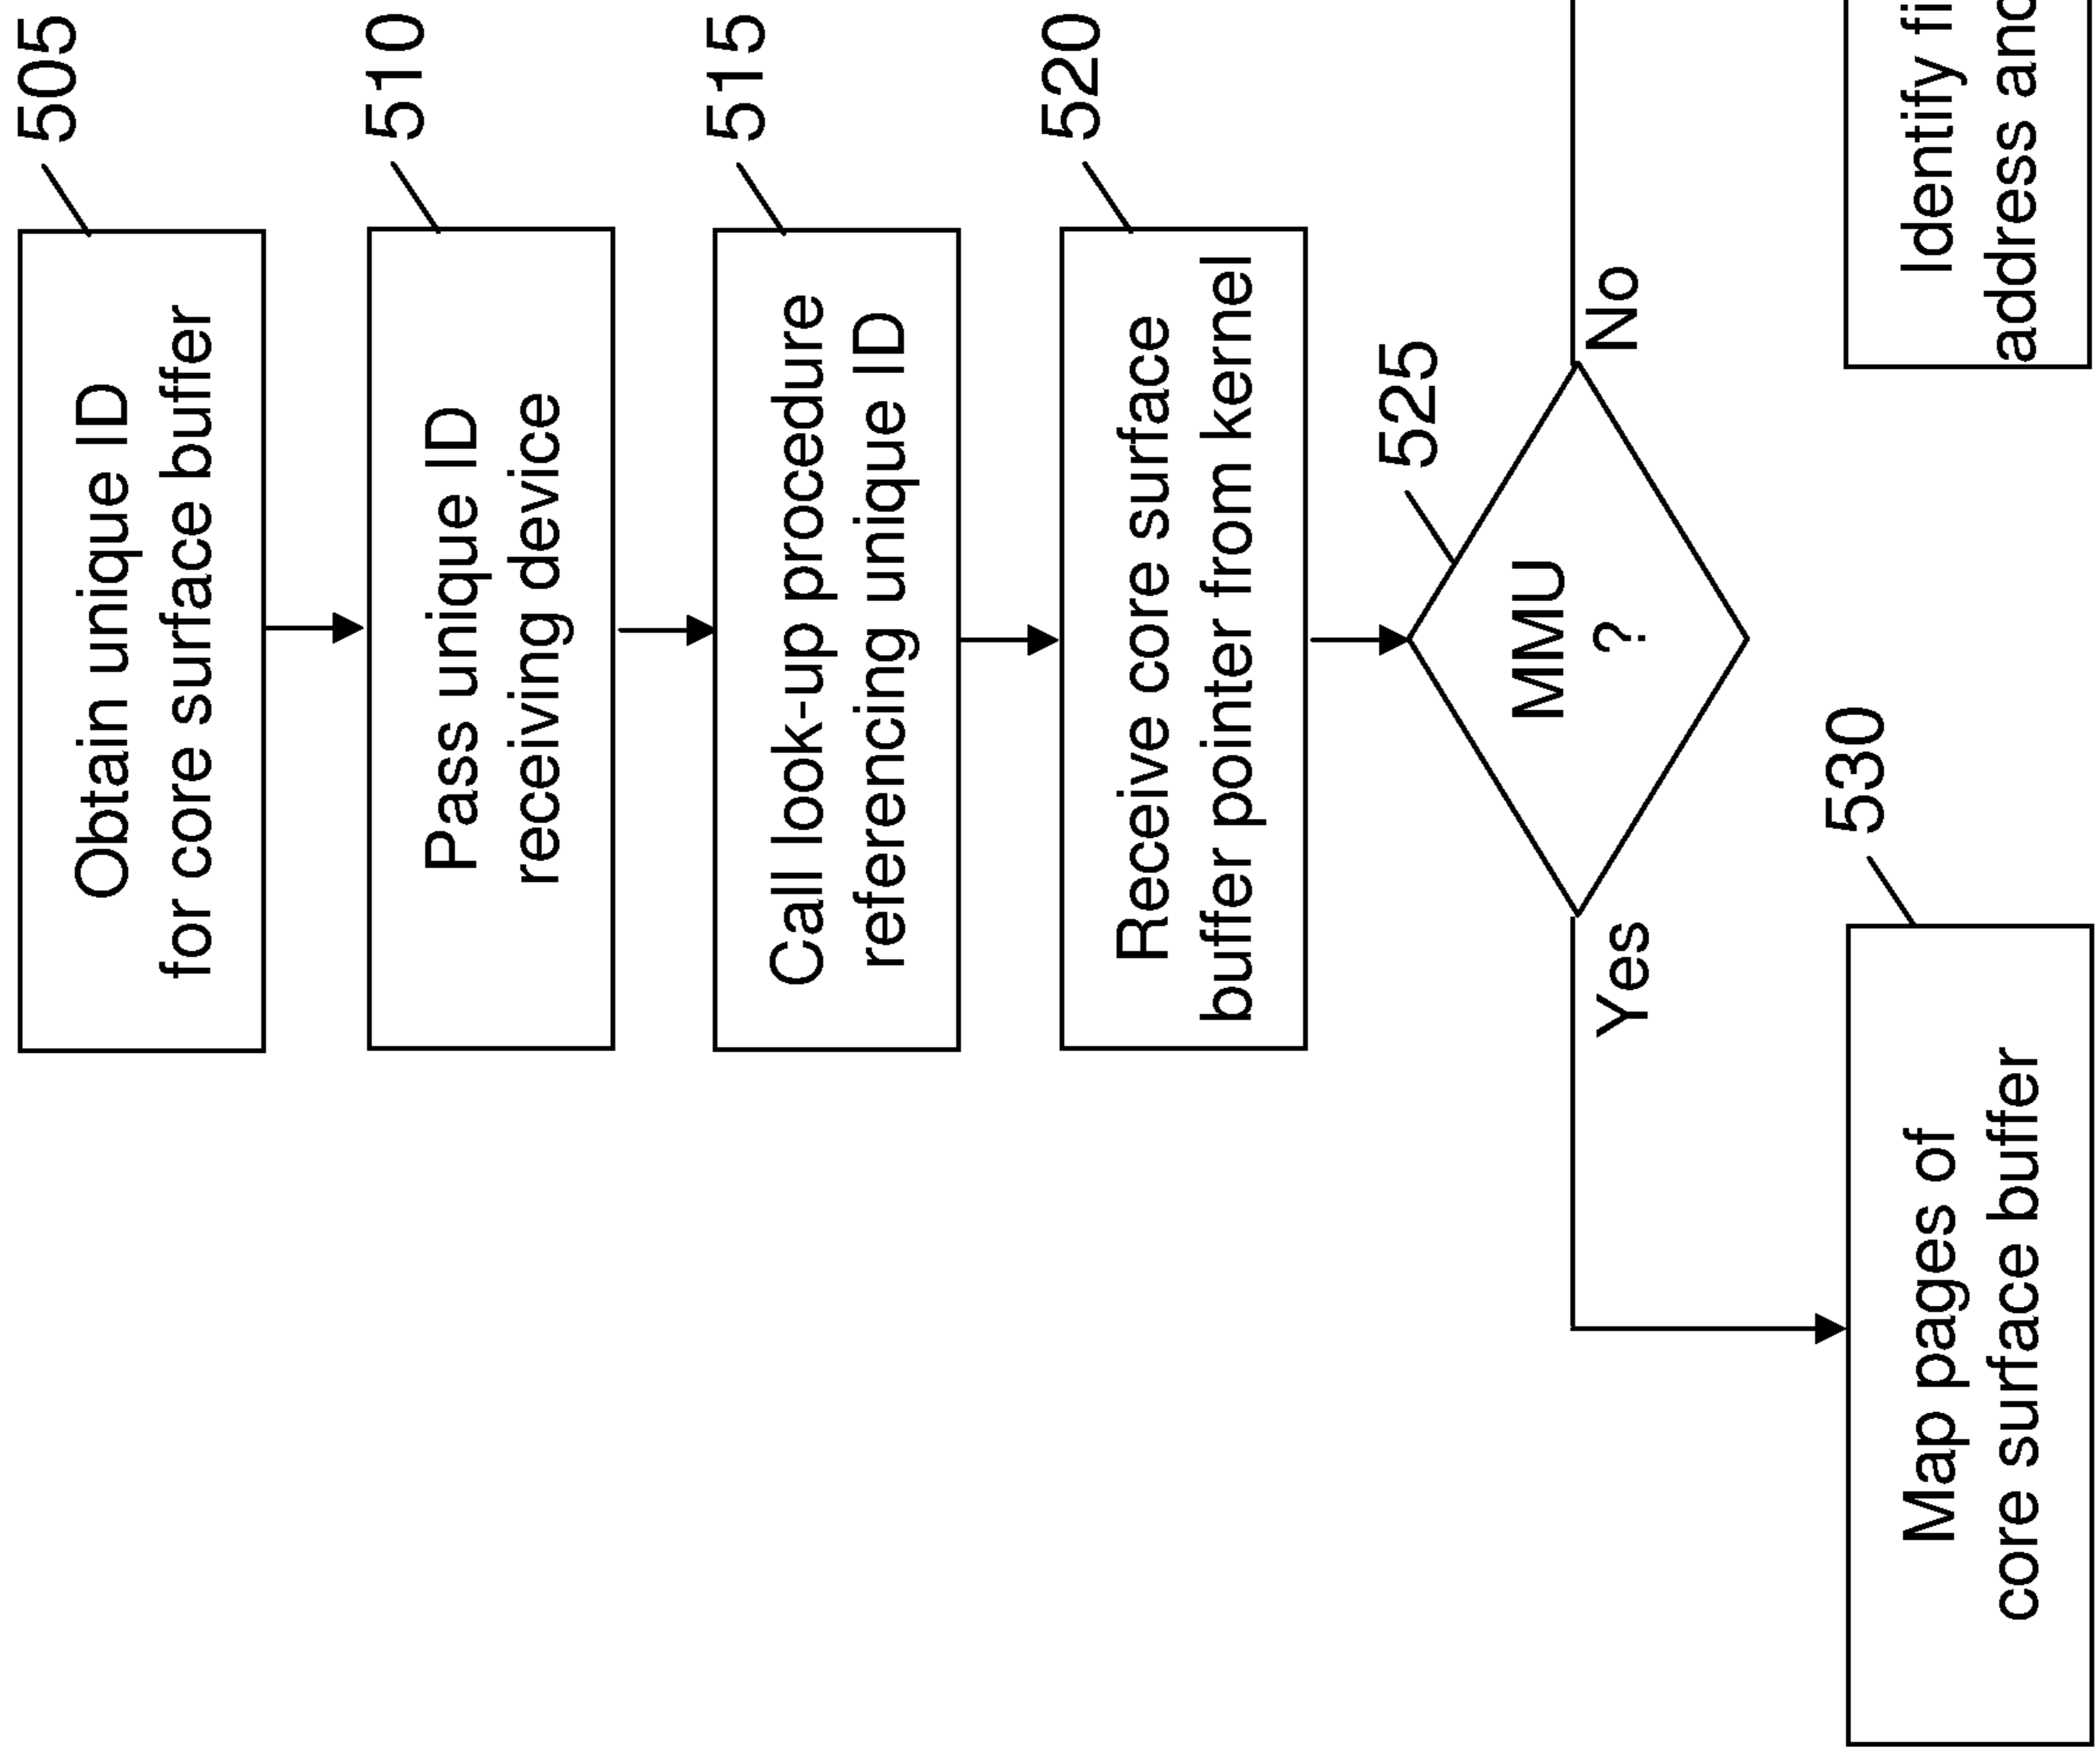 505
Obtain unique ID
for core surface buffer
510
Pass unique ID
receiving device
515
Call look-up procedure
referencing unique ID
520
Receive core surface
buffer pointer from kernel
525
MMU
?
Yes
No
530
Map pages of
core surface buffer
Identify
address and